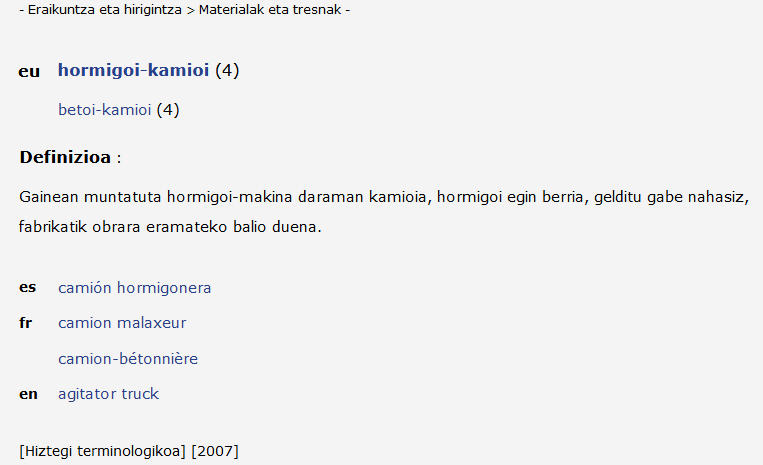 - Eraikuntza eta hirigintza > Materialak eta tresnak -
eu hormigoi-kamioi (4)
betoi-kamioi (4)
Definizioa :
Gainean muntatuta hormigoi-makina daraman kamioia, hormigoi egin berria, gelditu gabe nahasiz,
fabrikatik obrara eramateko balio duena.
es camión hormigonera
fr camion malaxeur
camion-bétonnière
en agitator truck
[Hiztegi terminologikoa] [2007]